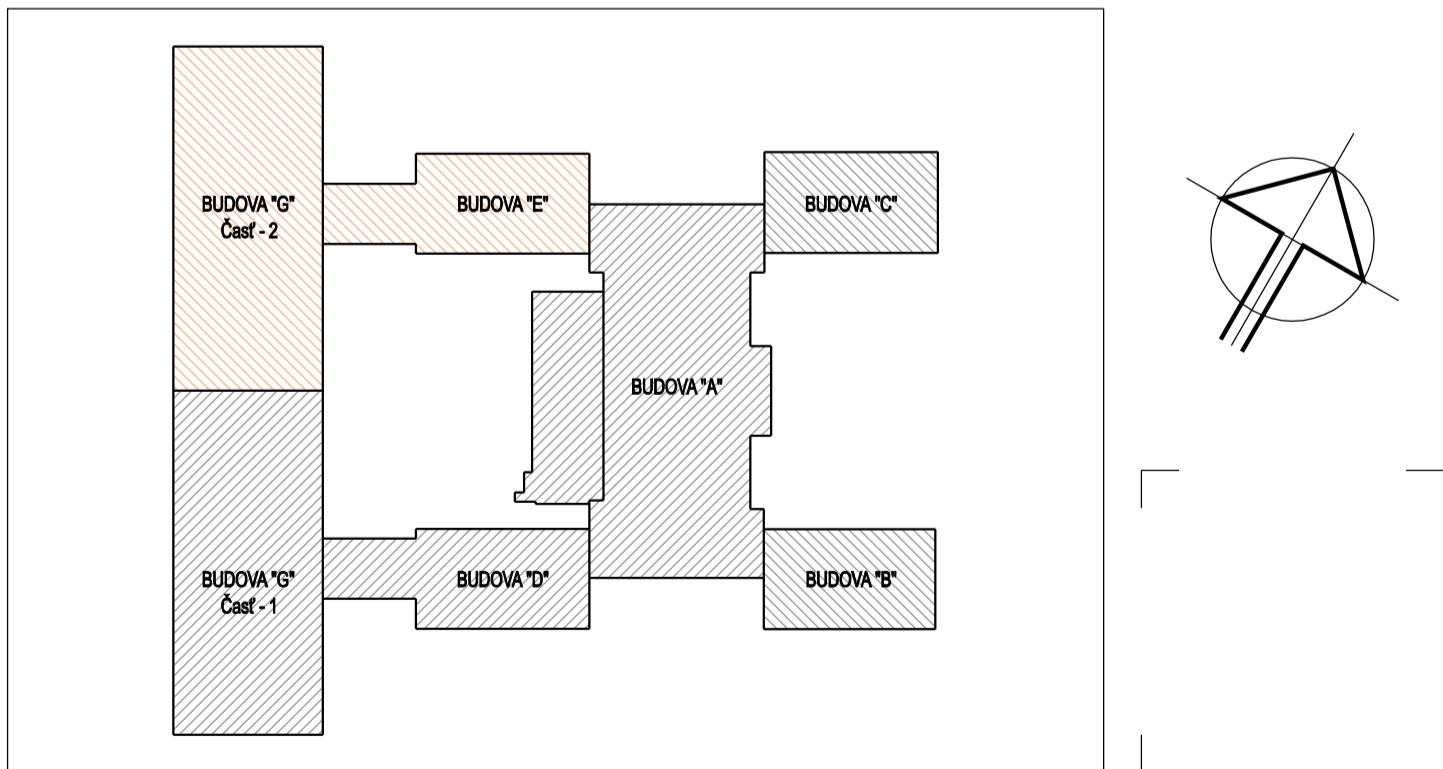 BUDOVA "G"
Časť - 2
BUDOVA "E"
BUDOVA "C"
BUDOVA "A"
BUDOVA "G"
Časť - 1
BUDOVA "D"
BUDOVA "B"